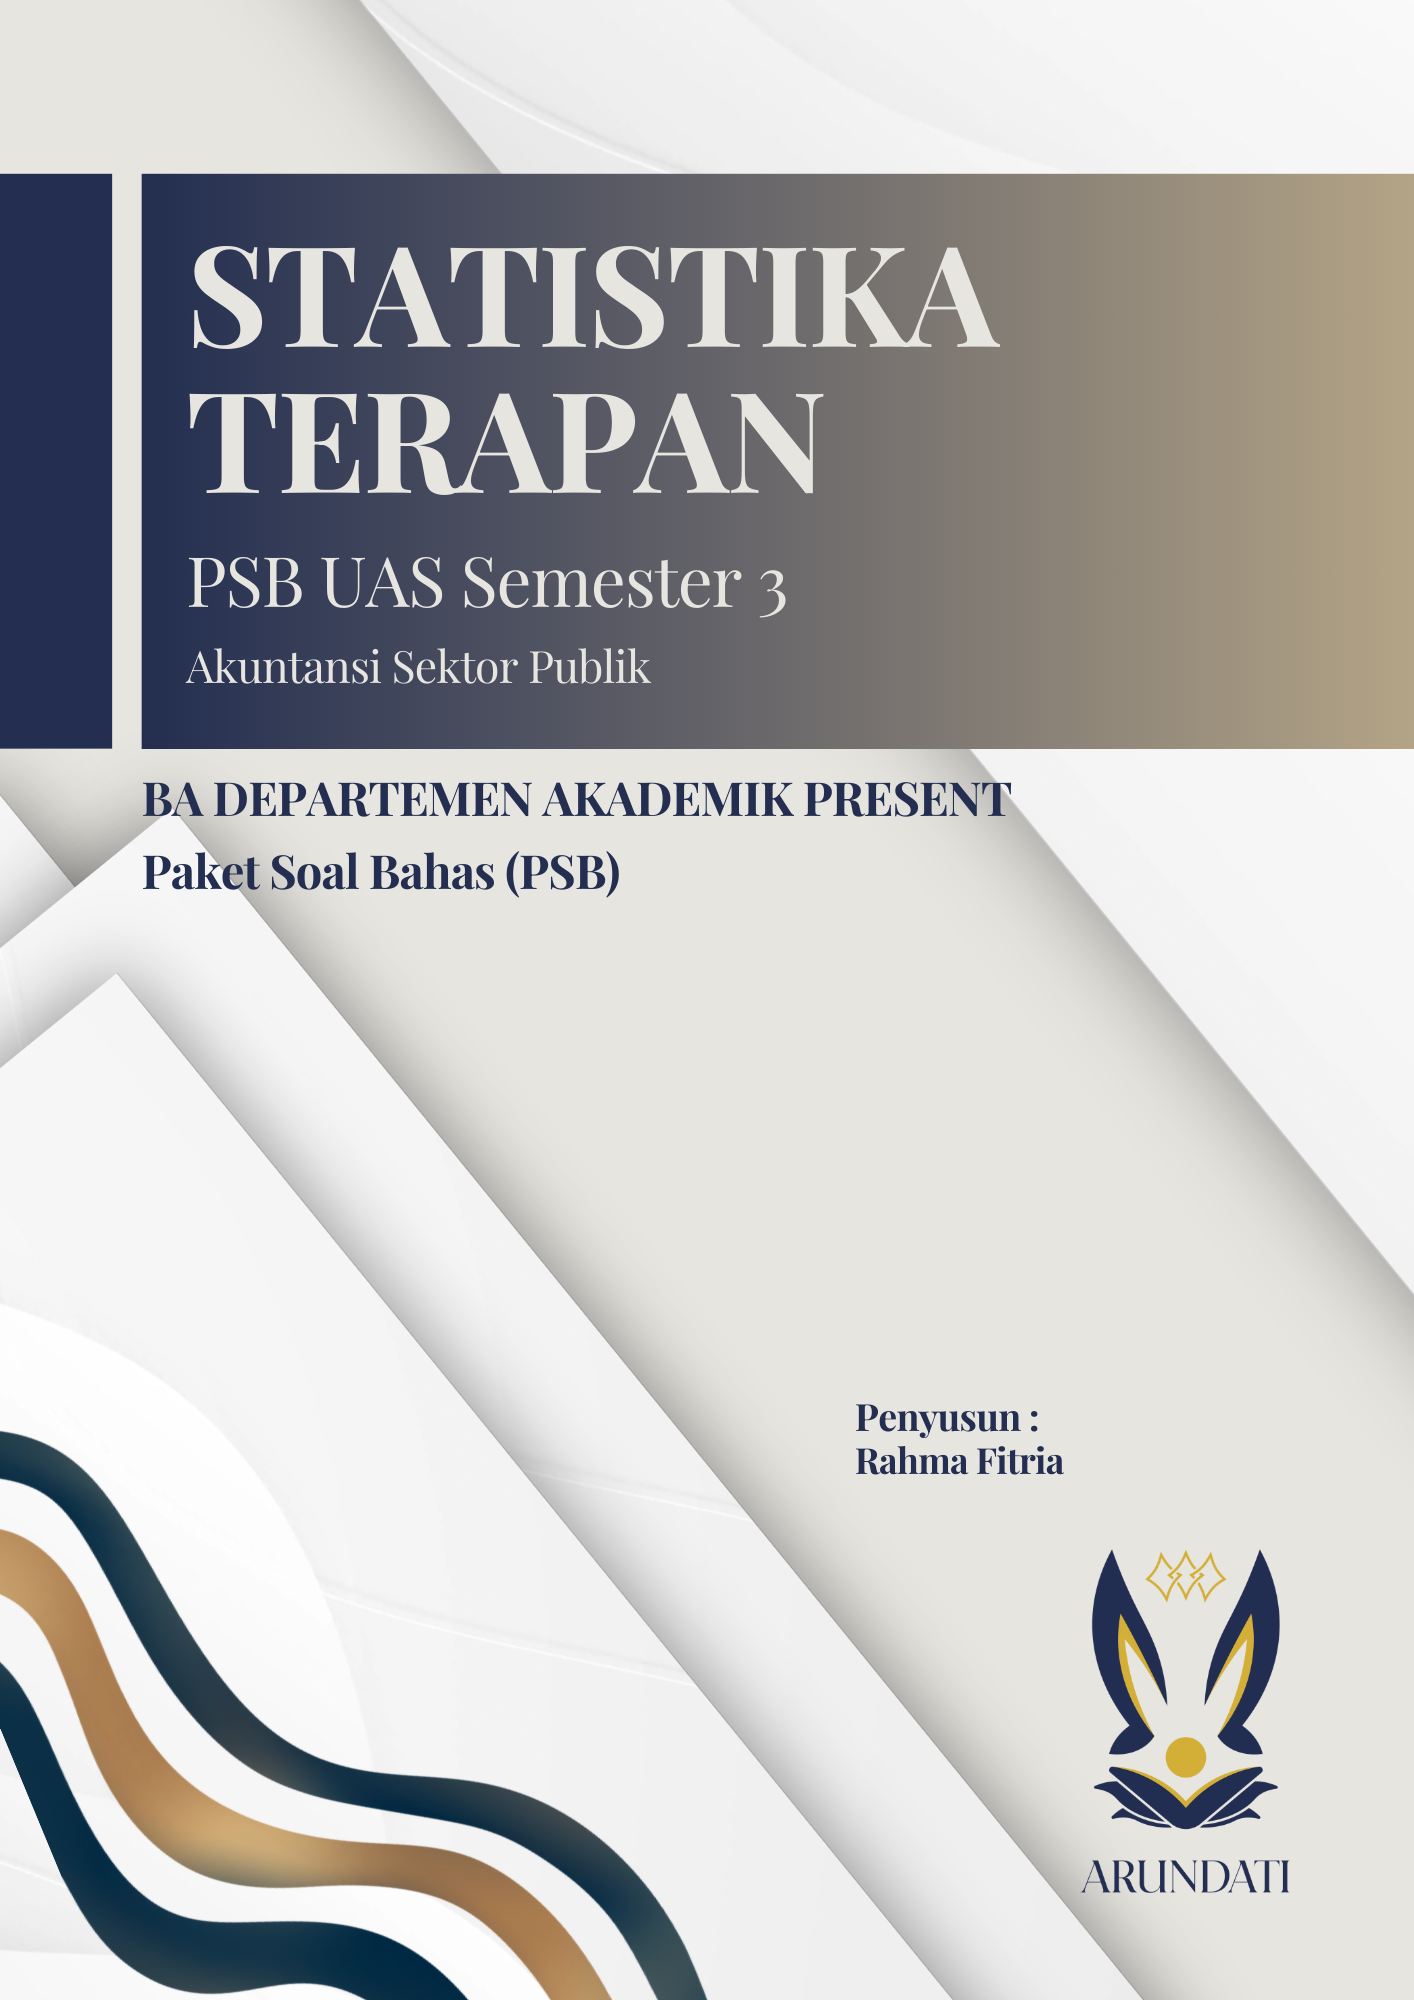 STATISTIKA
TERAPAN
PSB UAS Semester 3
Akuntansi Sektor Publik
BA DEPARTEMEN AKADEMIK PRESENT
Paket Soal Bahas (PSB)
Penyusun :
Rahma Fitria
ARUNDATI